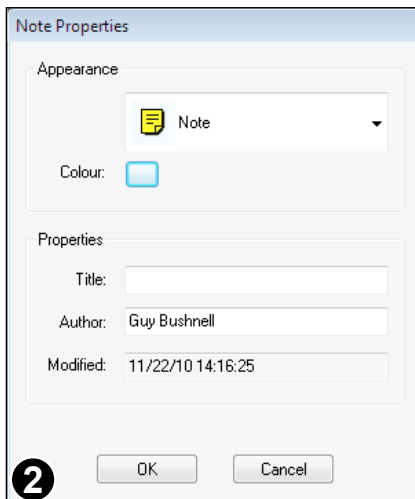 Note Properties
Appearance
Note
Colour:
Properties
Title:
Author: Guy Bushnell
Modified: 11/22/10 14:16:25
2 OK Cancel